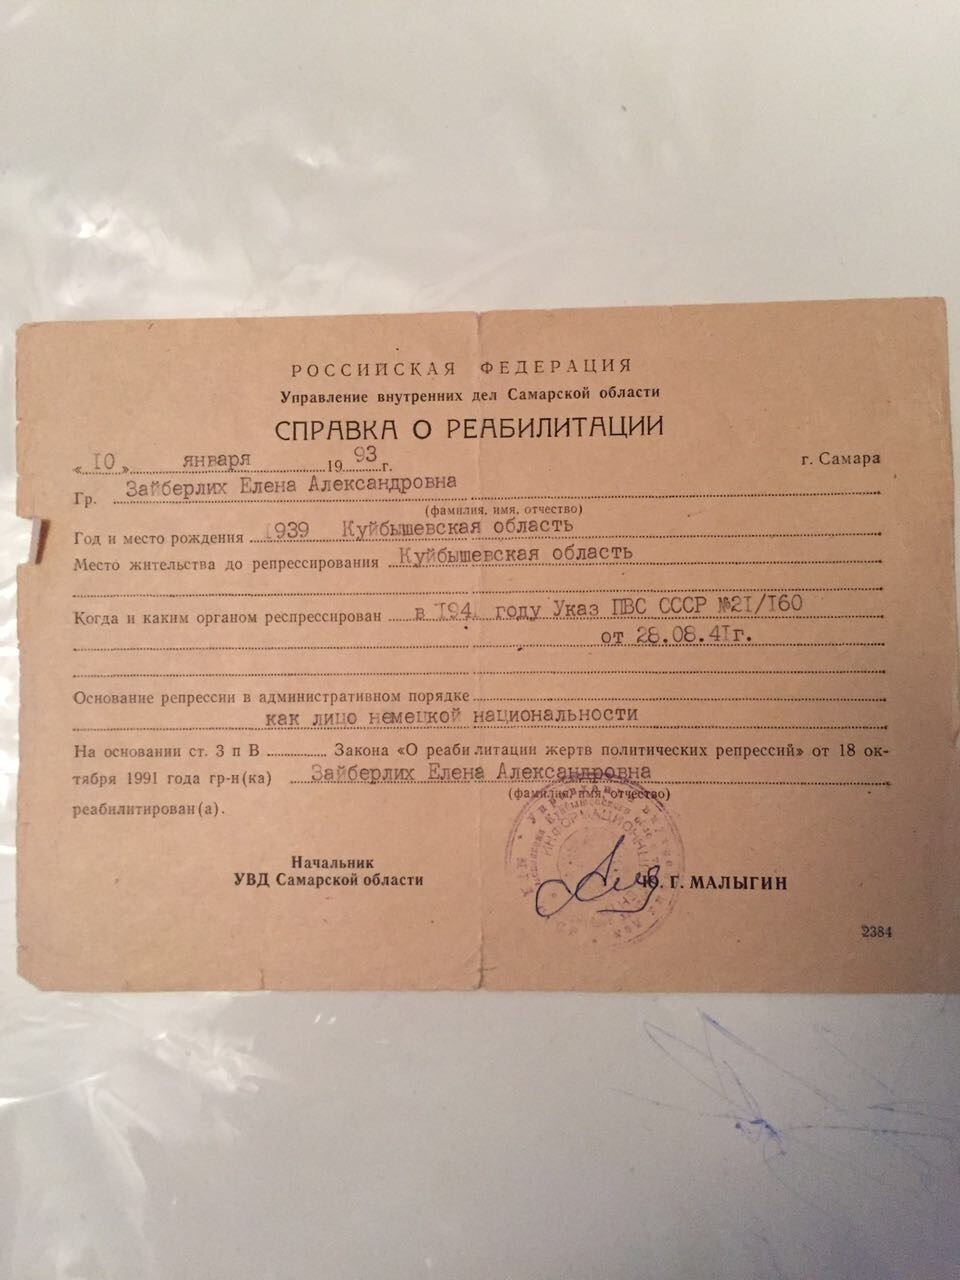 РОССИЙСКАЯ ФЕДЕРАЦИЯ
Управление внутренних дел Самарской области
СПРАВКА О РЕАБИЛИТАЦИИ
«10» января 1993 г. г. Самара
Гр. Зайберлих Елена Александровна
(фамилия, имя, отчество)
Год и место рождения 1939 Куйбышевская область
Место жительства до репрессирования Куйбышевская область
Когда и каким органом респрессирован в 194 году Указ ПВС СССР №21/160
от 28.08.41г.
Основание репрессии в административном порядке
как лицо немецкой национальности
На основании ст. 3 п В Закона «О реабилитации жертв политических репрессий» от 18 ок-
тября 1991 года гр-н(ка) Зайберлих Елена Александровна
(фамилия, имя, отчество)
реабилитирован(а).
Начальник
УВД Самарской области
Ю. Г. МАЛЫГИН
ИНФОРМАЦИОННЫЙ
2384